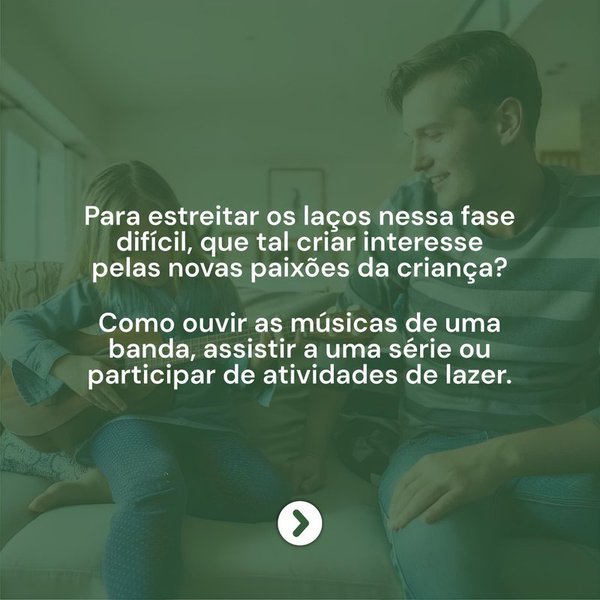 Para estreitar os laços nessa fase
difícil, que tal criar interesse
pelas novas paixões da criança?
Como ouvir as músicas de uma
banda, assistir a uma série ou
participar de atividades de lazer.